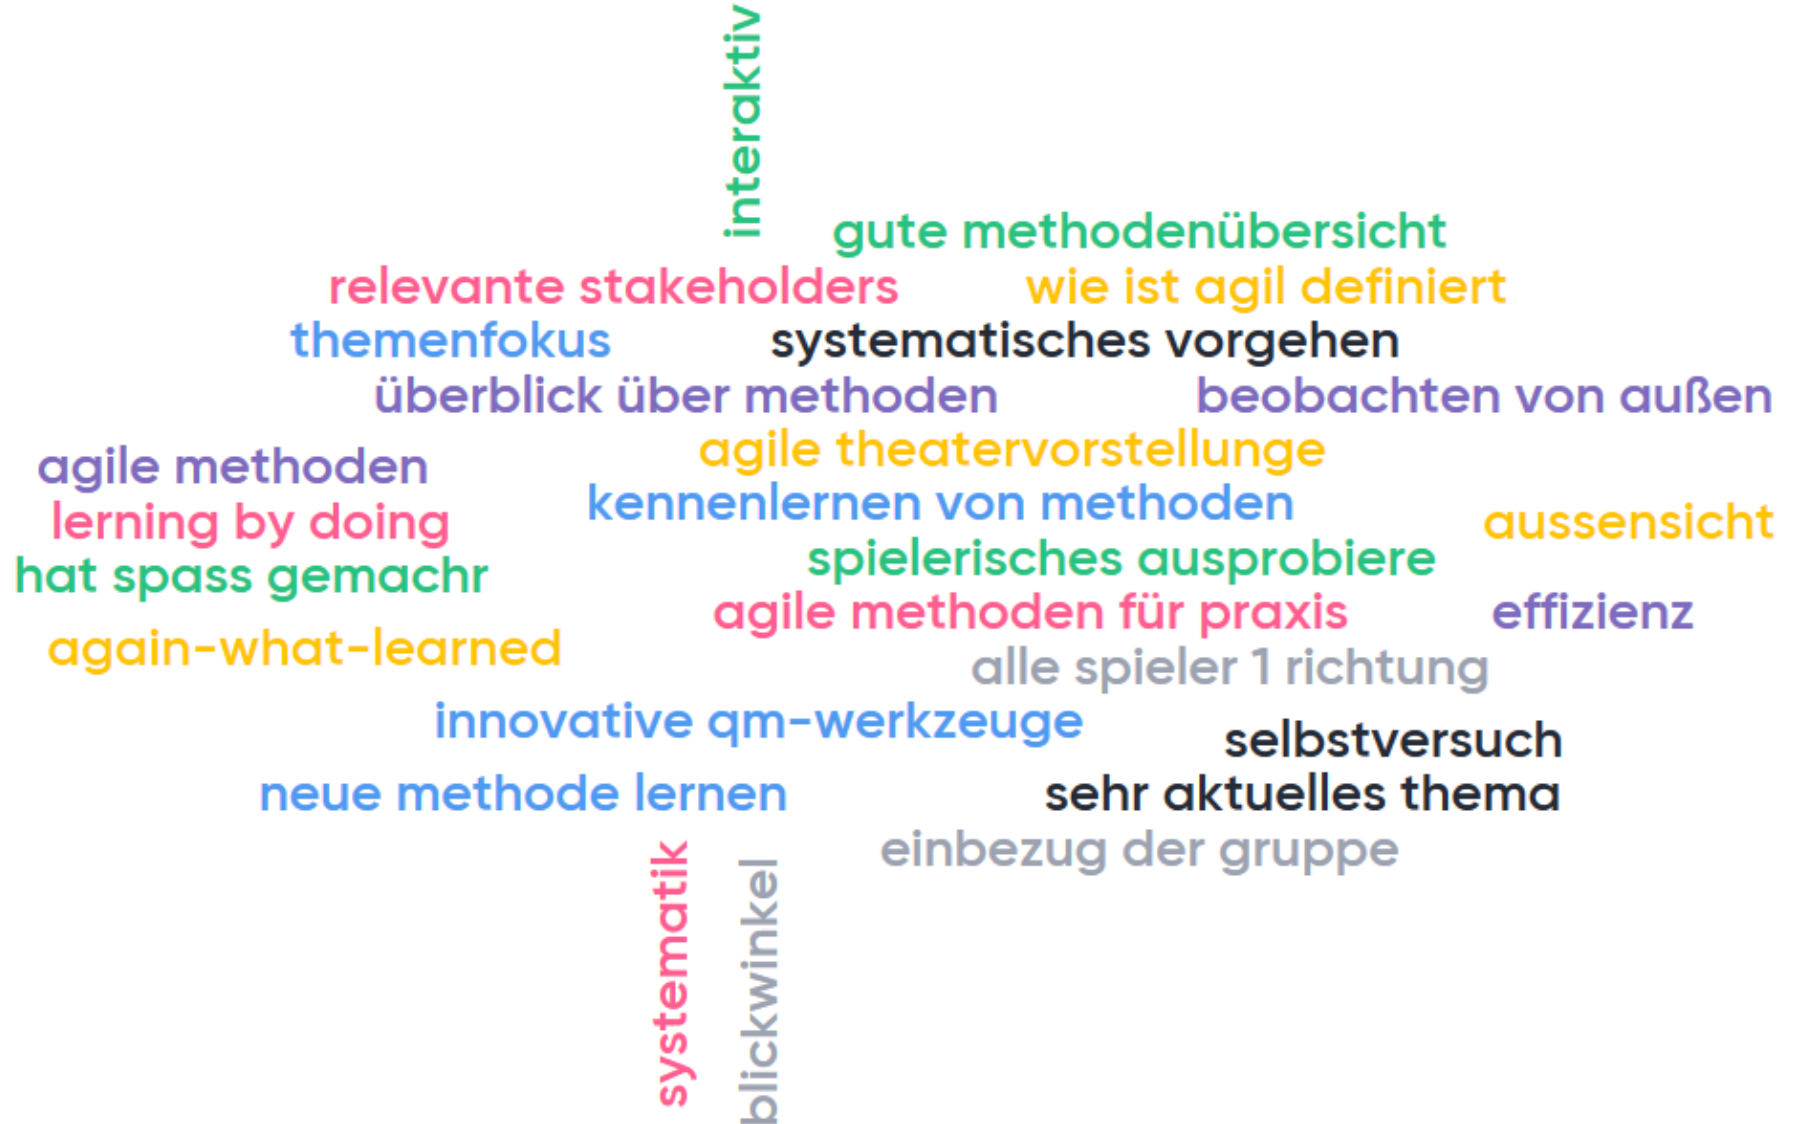 interaktiv
gute methodenübersicht
relevante stakeholders
wie ist agil definiert
themenfokus
systematisches vorgehen
überblick über methoden
beobachten von außen
agile theatervorstellunge
agile methoden
kennenlernen von methoden
lerning by doing
aussensicht
spielerisches ausprobiere
hat spass gemachr
agile methoden für praxis
effizienz
again-what-learned
alle spieler 1 richtung
innovative qm-werkzeuge
selbstversuch
neue methode lernen
sehr aktuelles thema
einbezug der gruppe
systematik
blickwinkel